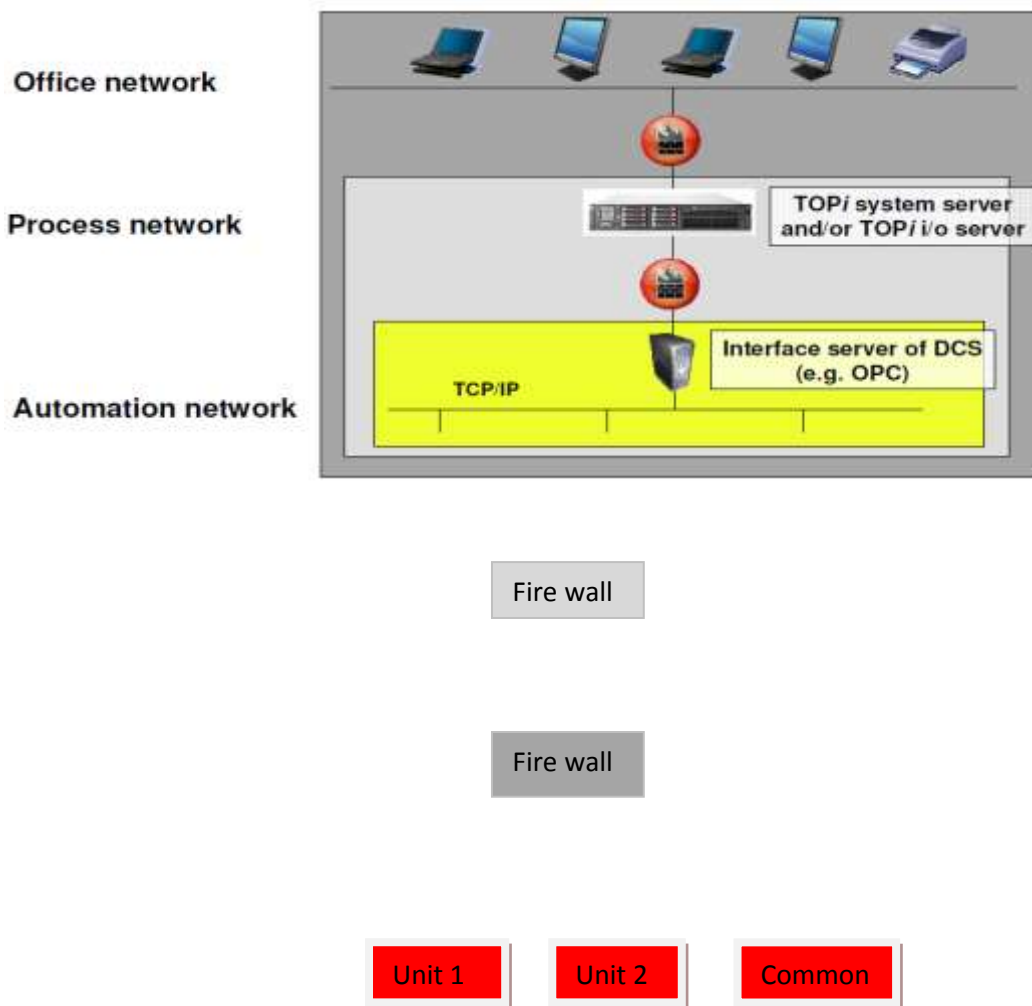 Office network
Process network
TOPi system server
and/or TOPi i/o server
Interface server of DCS
(e.g. OPC)
TCP/IP
Automation network
Fire wall
Fire wall
Unit 1
Unit 2
Common